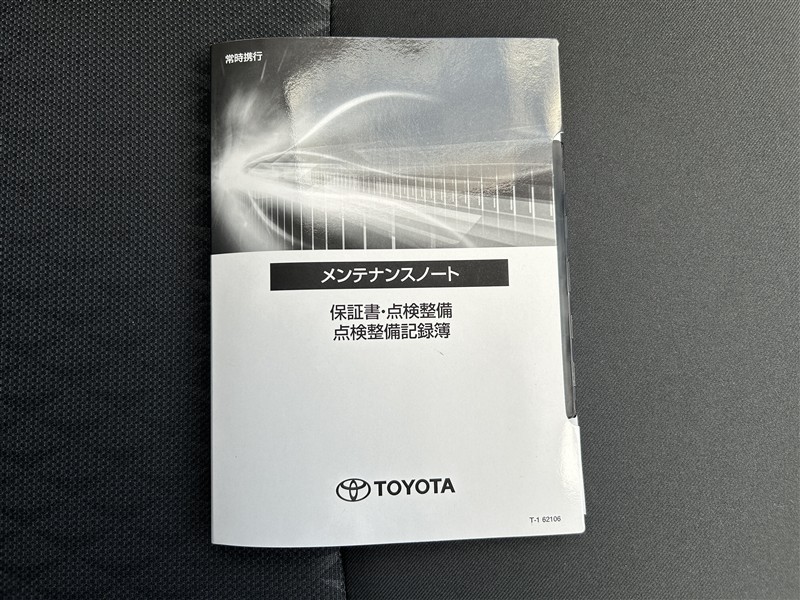 常時携行
メンテナンスノート
保証書・点検整備
点検整備記録簿
TOYOTA
T-1 62106